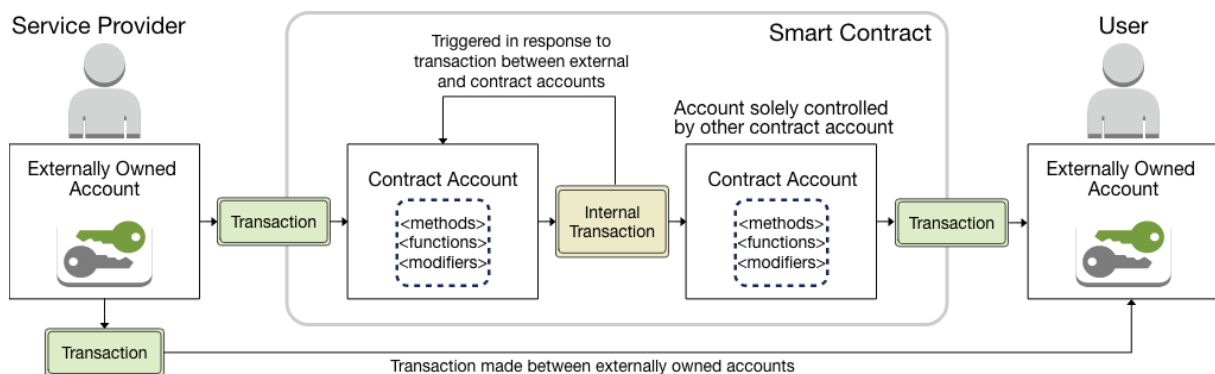 Service Provider
Smart Contract
User
Triggered in response to
transaction between external
and contract accounts
Account solely controlled
by other contract account
Externally Owned
Account
Transaction
Contract Account
<methods>
<functions>
<modifiers>
Internal
Transaction
Contract Account
<methods>
<functions>
<modifiers>
Transaction
Externally Owned
Account
Transaction
Transaction made between externally owned accounts